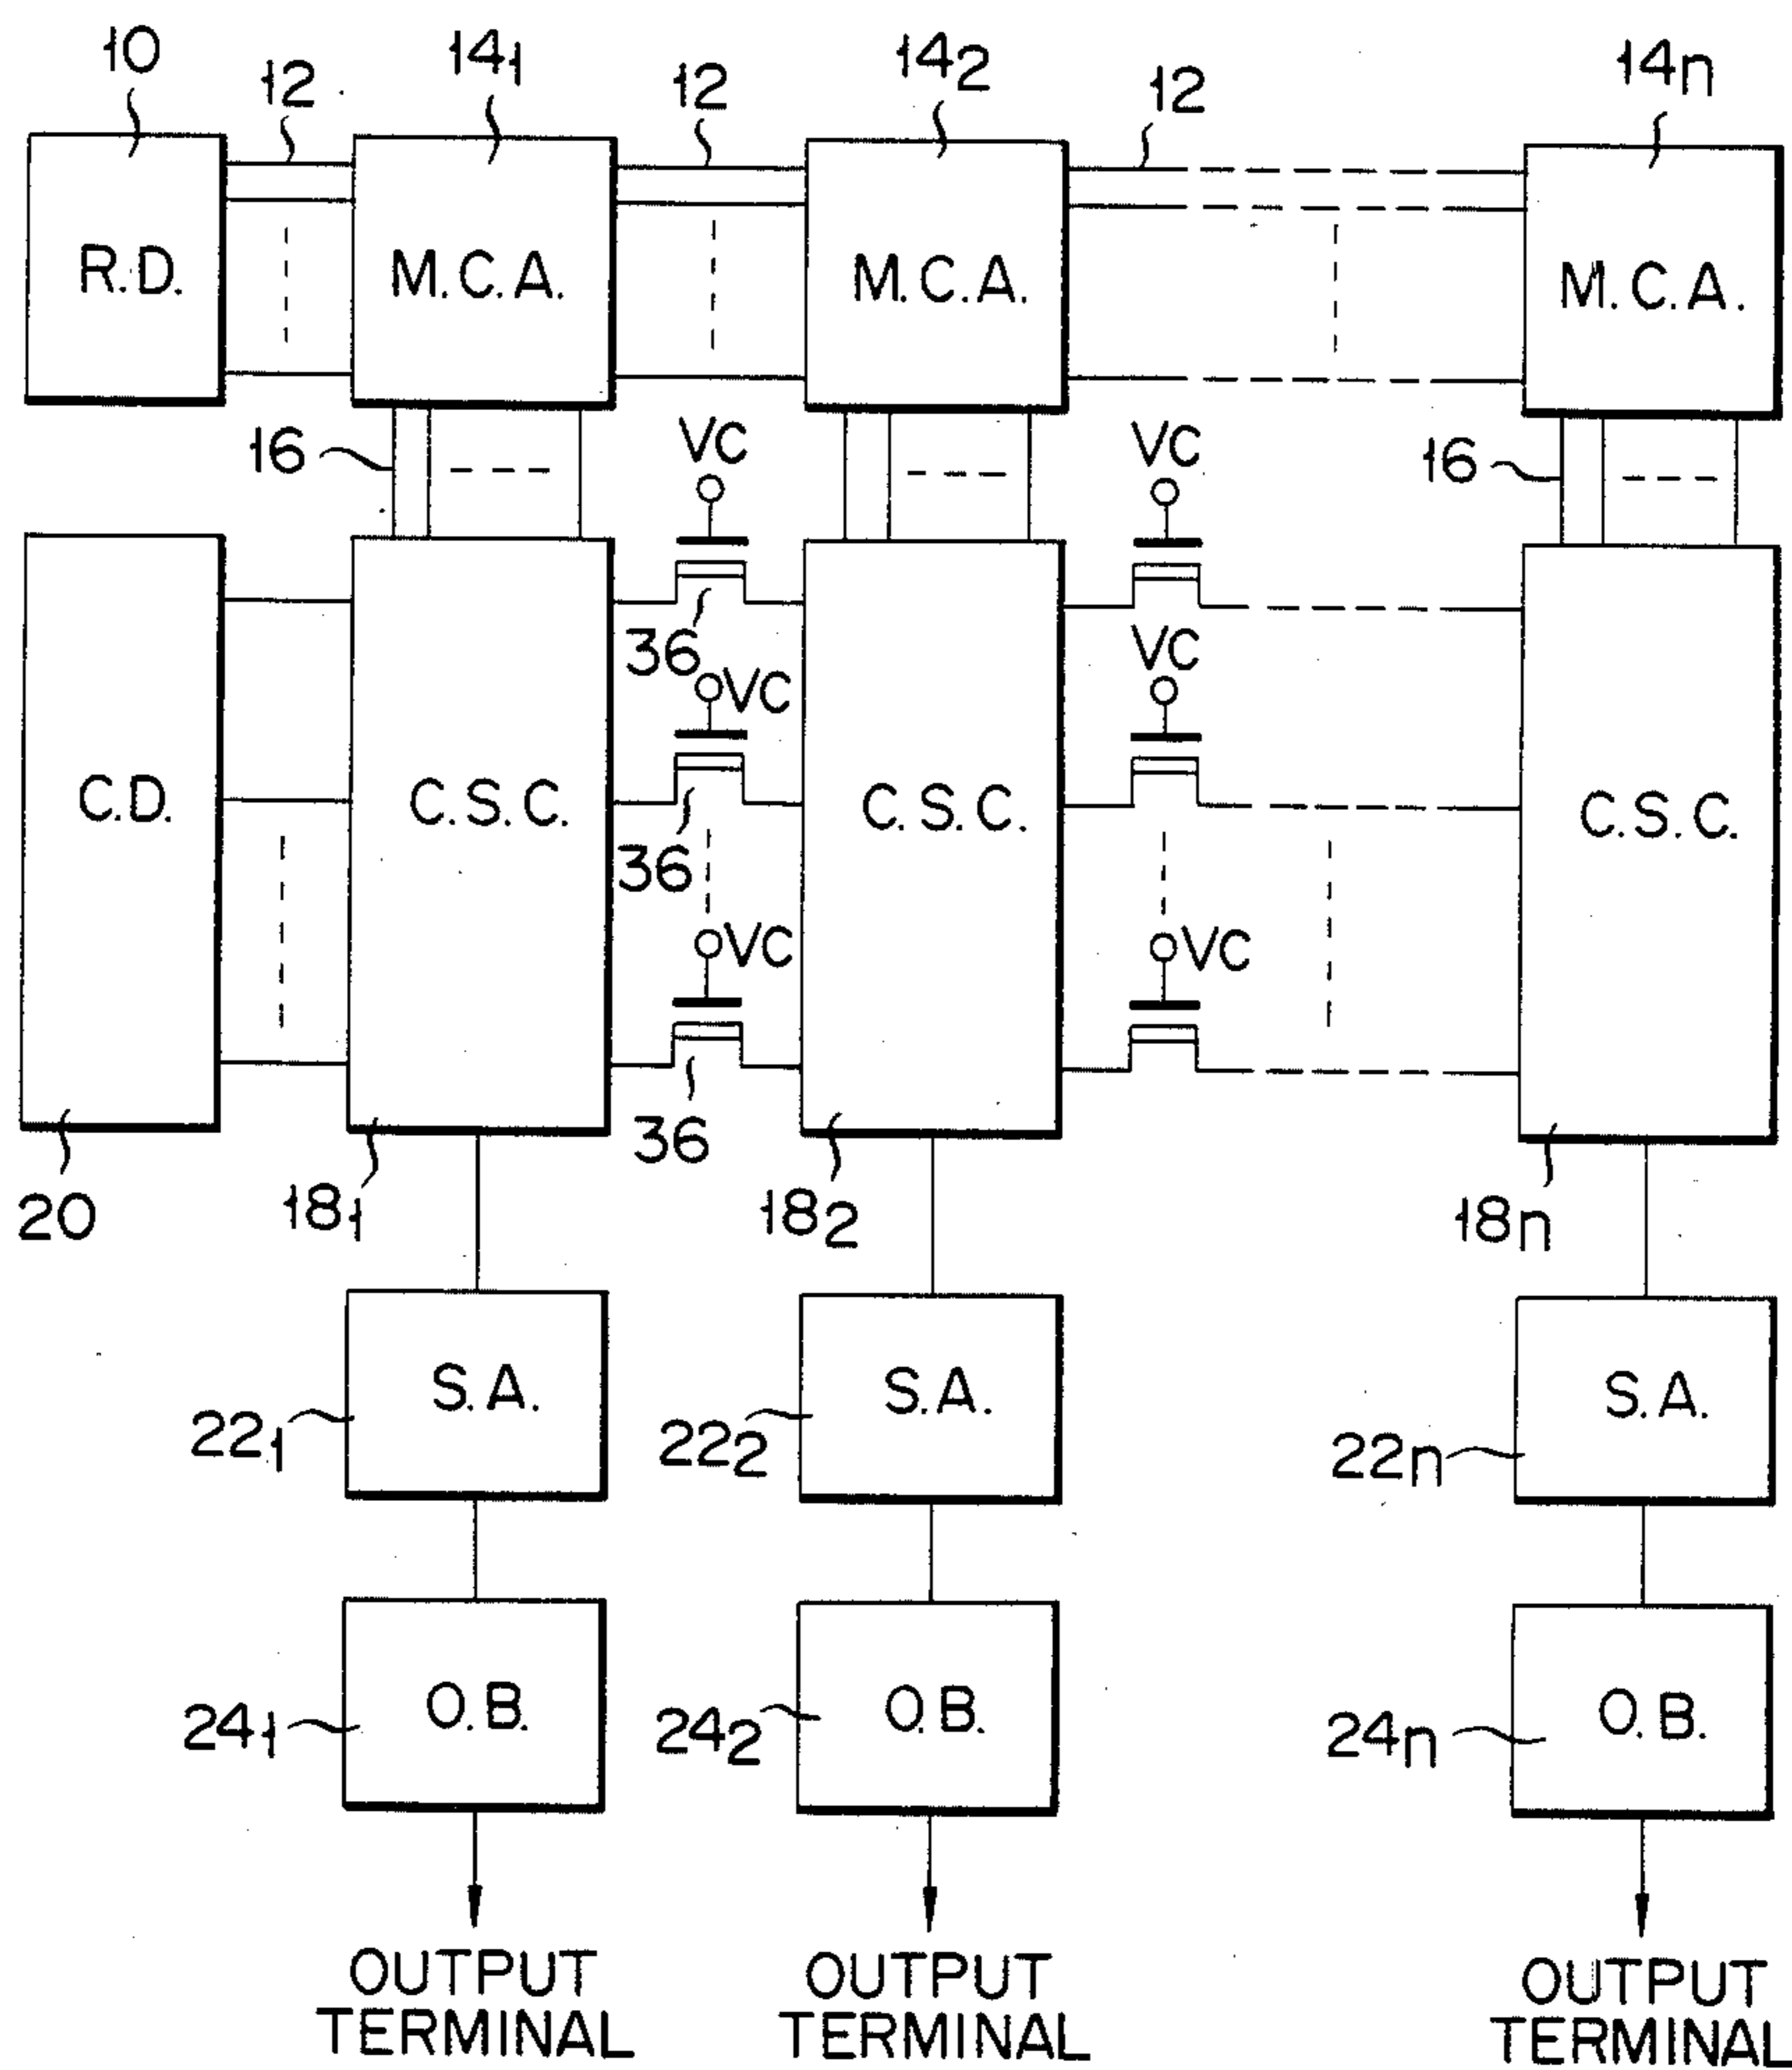 10
12
14₁
12
14₂
12
14n
R.D.
M.C.A.
M.C.A.
M.C.A.
16
VC
VC
16
36
VC
VC
C.D.
C.S.C.
36
C.S.C.
C.S.C.
VC
VC
36
20
18₁
18₂
18n
S.A.
S.A.
S.A.
22₁
22₂
22n
O.B.
O.B.
O.B.
24₁
24₂
24n
OUTPUT
TERMINAL
OUTPUT
TERMINAL
OUTPUT
TERMINAL